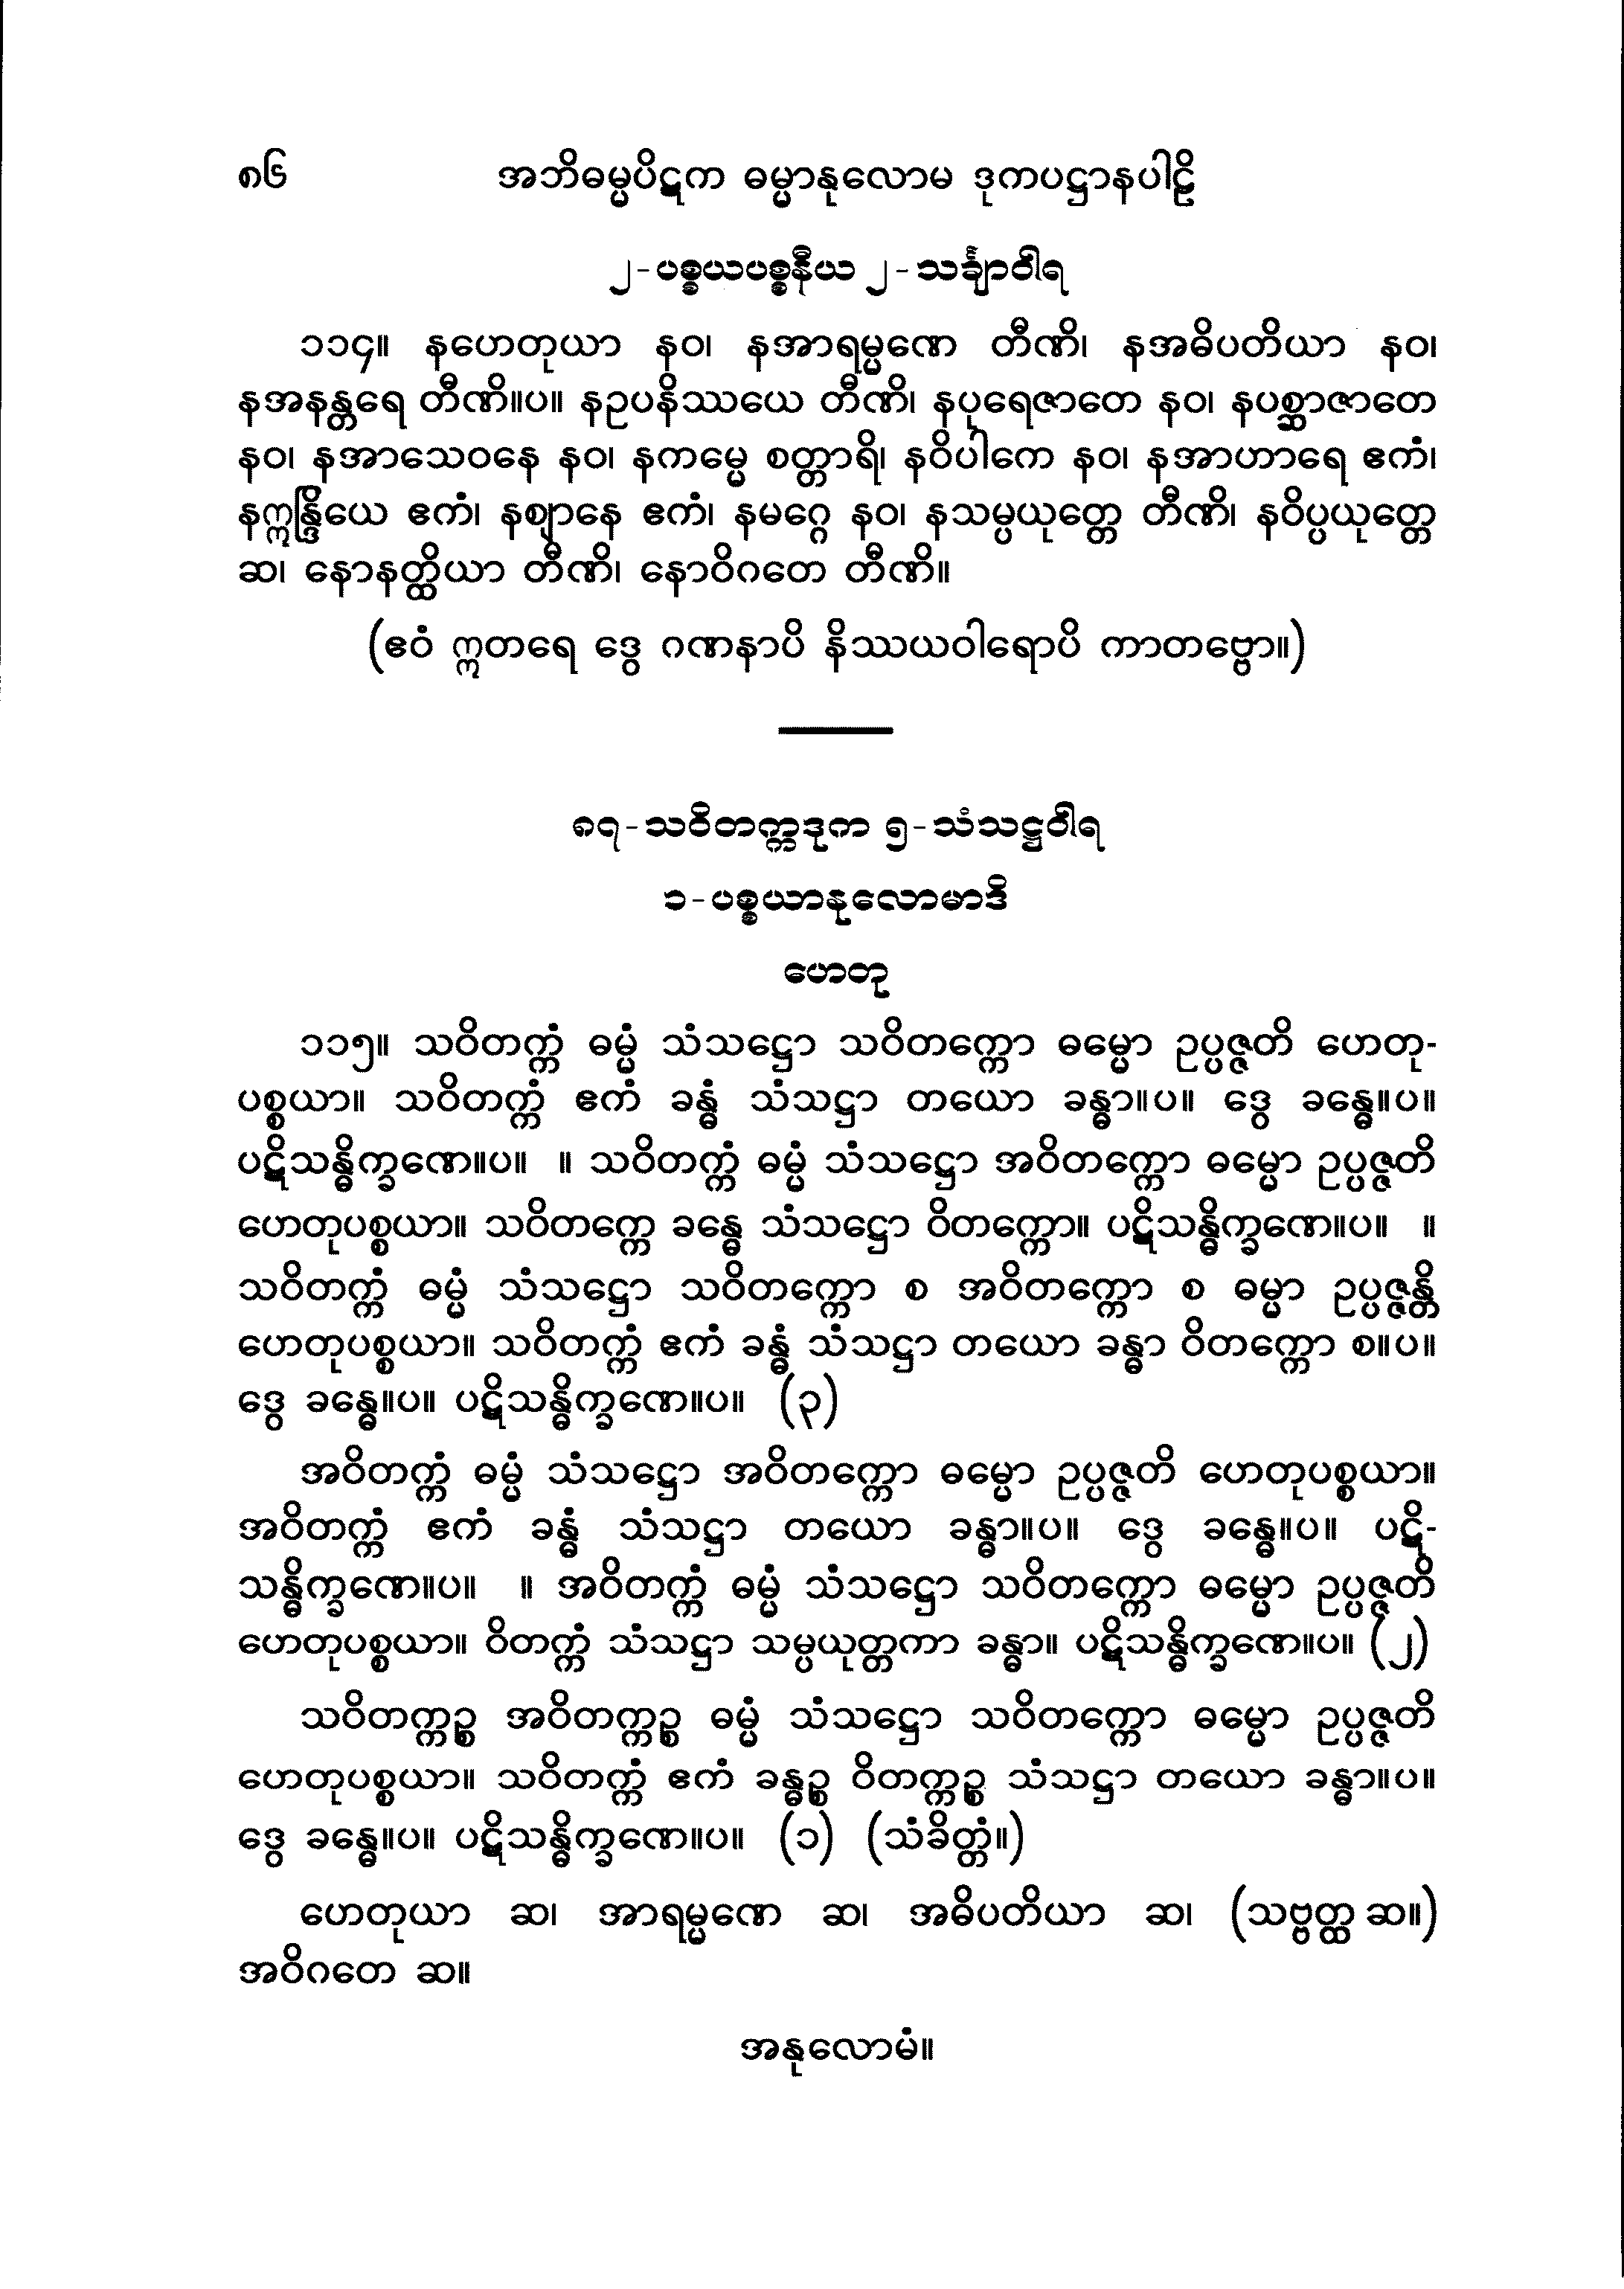 ၈၆ အဘိဓမ္မပိဋက ဓမ္မာနုလောမ ဒုကပဋ္ဌာနပါဠိ
၂-ပစ္စယပစ္စနီယ ၂-သင်္ချာဝါရ
၁၁၄။ နဟေတုယာ နဝ၊ နအာရမ္မဏေ တီဏိ၊ နအဓိပတိယာ နဝ၊
နအနန္တရေ တီဏိ။ပ။ နဥပနိဿယေ တီဏိ၊ နပုရေဇာတေ နဝ၊ နပစ္ဆာဇာတေ
နဝ၊ နအာသေဝနေ နဝ၊ နကမ္မေ စတ္တာရိ၊ နဝိပါကေ နဝ၊ နအာဟာရေ ဧကံ၊
နဣန္ဒြိယေ ဧကံ၊ နဈာနေ ဧကံ၊ နမဂ္ဂေ နဝ၊ နသမ္ပယုတ္တေ တီဏိ၊ နဝိပ္ပယုတ္တေ
ဆ၊ နောနတ္ထိယာ တီဏိ၊ နောဝိဂတေ တီဏိ။
(ဧဝံ ဣတရေ ဒွေ ဂဏနာပိ နိဿယဝါရောပိ ကာတဗ္ဗော။)
၈၇-သဝိတက္ကဒုက ၅-သံသဋ္ဌဝါရ
၁-ပစ္စယာနုလောမာဒိ
ဟေတု
၁၁၅။ သဝိတက္ကံ ဓမ္မံ သံသဋ္ဌော သဝိတက္ကော ဓမ္မော ဥပ္ပဇ္ဇတိ ဟေတု-
ပစ္စယာ။ သဝိတက္ကံ ဧကံ ခန္ဓံ သံသဋ္ဌာ တယော ခန္ဓာ။ပ။ ဒွေ ခန္ဓေ။ပ။
ပဋိသန္ဓိက္ခဏေ။ပ။ ။ သဝိတက္ကံ ဓမ္မံ သံသဋ္ဌော အဝိတက္ကော ဓမ္မော ဥပ္ပဇ္ဇတိ
ဟေတုပစ္စယာ။ သဝိတက္ကေ ခန္ဓေ သံသဋ္ဌော ဝိတက္ကော။ ပဋိသန္ဓိက္ခဏေ။ပ။ ။
သဝိတက္ကံ ဓမ္မံ သံသဋ္ဌော သဝိတက္ကော စ အဝိတက္ကော စ ဓမ္မာ ဥပ္ပဇ္ဇန္တိ
ဟေတုပစ္စယာ။ သဝိတက္ကံ ဧကံ ခန္ဓံ သံသဋ္ဌာ တယော ခန္ဓာ ဝိတက္ကော စ။ပ။
ဒွေ ခန္ဓေ။ပ။ ပဋိသန္ဓိက္ခဏေ။ပ။ (၃)
အဝိတက္ကံ ဓမ္မံ သံသဋ္ဌော အဝိတက္ကော ဓမ္မော ဥပ္ပဇ္ဇတိ ဟေတုပစ္စယာ။
အဝိတက္ကံ ဧကံ ခန္ဓံ သံသဋ္ဌာ တယော ခန္ဓာ။ပ။ ဒွေ ခန္ဓေ။ပ။ ပဋိ-
သန္ဓိက္ခဏေ။ပ။ ။ အဝိတက္ကံ ဓမ္မံ သံသဋ္ဌော သဝိတက္ကော ဓမ္မော ဥပ္ပဇ္ဇတိ
ဟေတုပစ္စယာ။ ဝိတက္ကံ သံသဋ္ဌာ သမ္ပယုတ္တကာ ခန္ဓာ။ ပဋိသန္ဓိက္ခဏေ။ပ။ (၂)
သဝိတက္ကဉ္စ အဝိတက္ကဉ္စ ဓမ္မံ သံသဋ္ဌော သဝိတက္ကော ဓမ္မော ဥပ္ပဇ္ဇတိ
ဟေတုပစ္စယာ။ သဝိတက္ကံ ဧကံ ခန္ဓဉ္စ ဝိတက္ကဉ္စ သံသဋ္ဌာ တယော ခန္ဓာ။ပ။
ဒွေ ခန္ဓေ။ပ။ ပဋိသန္ဓိက္ခဏေ။ပ။ (၁) (သံခိတ္တံ။)
ဟေတုယာ ဆ၊ အာရမ္မဏေ ဆ၊ အဓိပတိယာ ဆ၊ (သဗ္ဗတ္ထ ဆ။)
အဝိဂတေ ဆ။
အနုလောမံ။